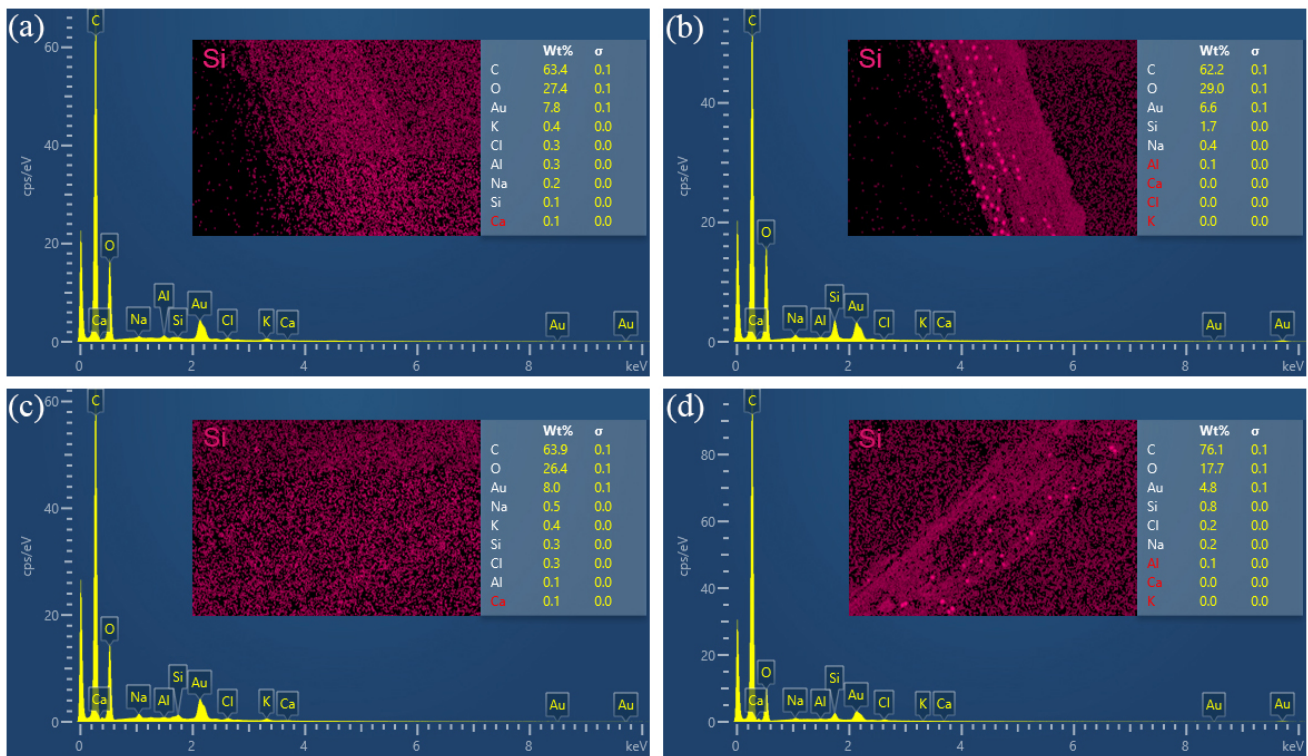 (a)
C
60
40
20
0
cps/eV
Si
Wt% σ
C 63.4 0.1
O 27.4 0.1
Au 7.8 0.1
K 0.4 0.0
Cl 0.3 0.0
Al 0.3 0.0
Na 0.2 0.0
Si 0.1 0.0
Ca 0.1 0.0
O
Ca Na Al Si Au Cl K Ca Au Au
0 2 4 6 8 keV
(b)
C
40
20
0
cps/eV
Si
Wt% σ
C 62.2 0.1
O 29.0 0.1
Au 6.6 0.1
Si 1.7 0.0
Na 0.4 0.0
Al 0.1 0.0
Ca 0.0 0.0
Cl 0.0 0.0
K 0.0 0.0
O
Ca Na Al Si Au Cl K Ca Au Au
0 2 4 6 8 keV
(c)
C
60
40
20
0
cps/eV
Si
Wt% σ
C 63.9 0.1
O 26.4 0.1
Au 8.0 0.1
Na 0.5 0.0
K 0.4 0.0
Si 0.3 0.0
Cl 0.3 0.0
Al 0.1 0.0
Ca 0.1 0.0
O
Ca Na Al Si Au Cl K Ca Au Au
0 2 4 6 8 keV
(d)
C
80
60
40
20
0
cps/eV
Si
Wt% σ
C 76.1 0.1
O 17.7 0.1
Au 4.8 0.1
Si 0.8 0.0
Cl 0.2 0.0
Na 0.2 0.0
Al 0.1 0.0
Ca 0.0 0.0
K 0.0 0.0
O
Ca Na Al Si Au Cl K Ca Au Au
0 2 4 6 8 keV